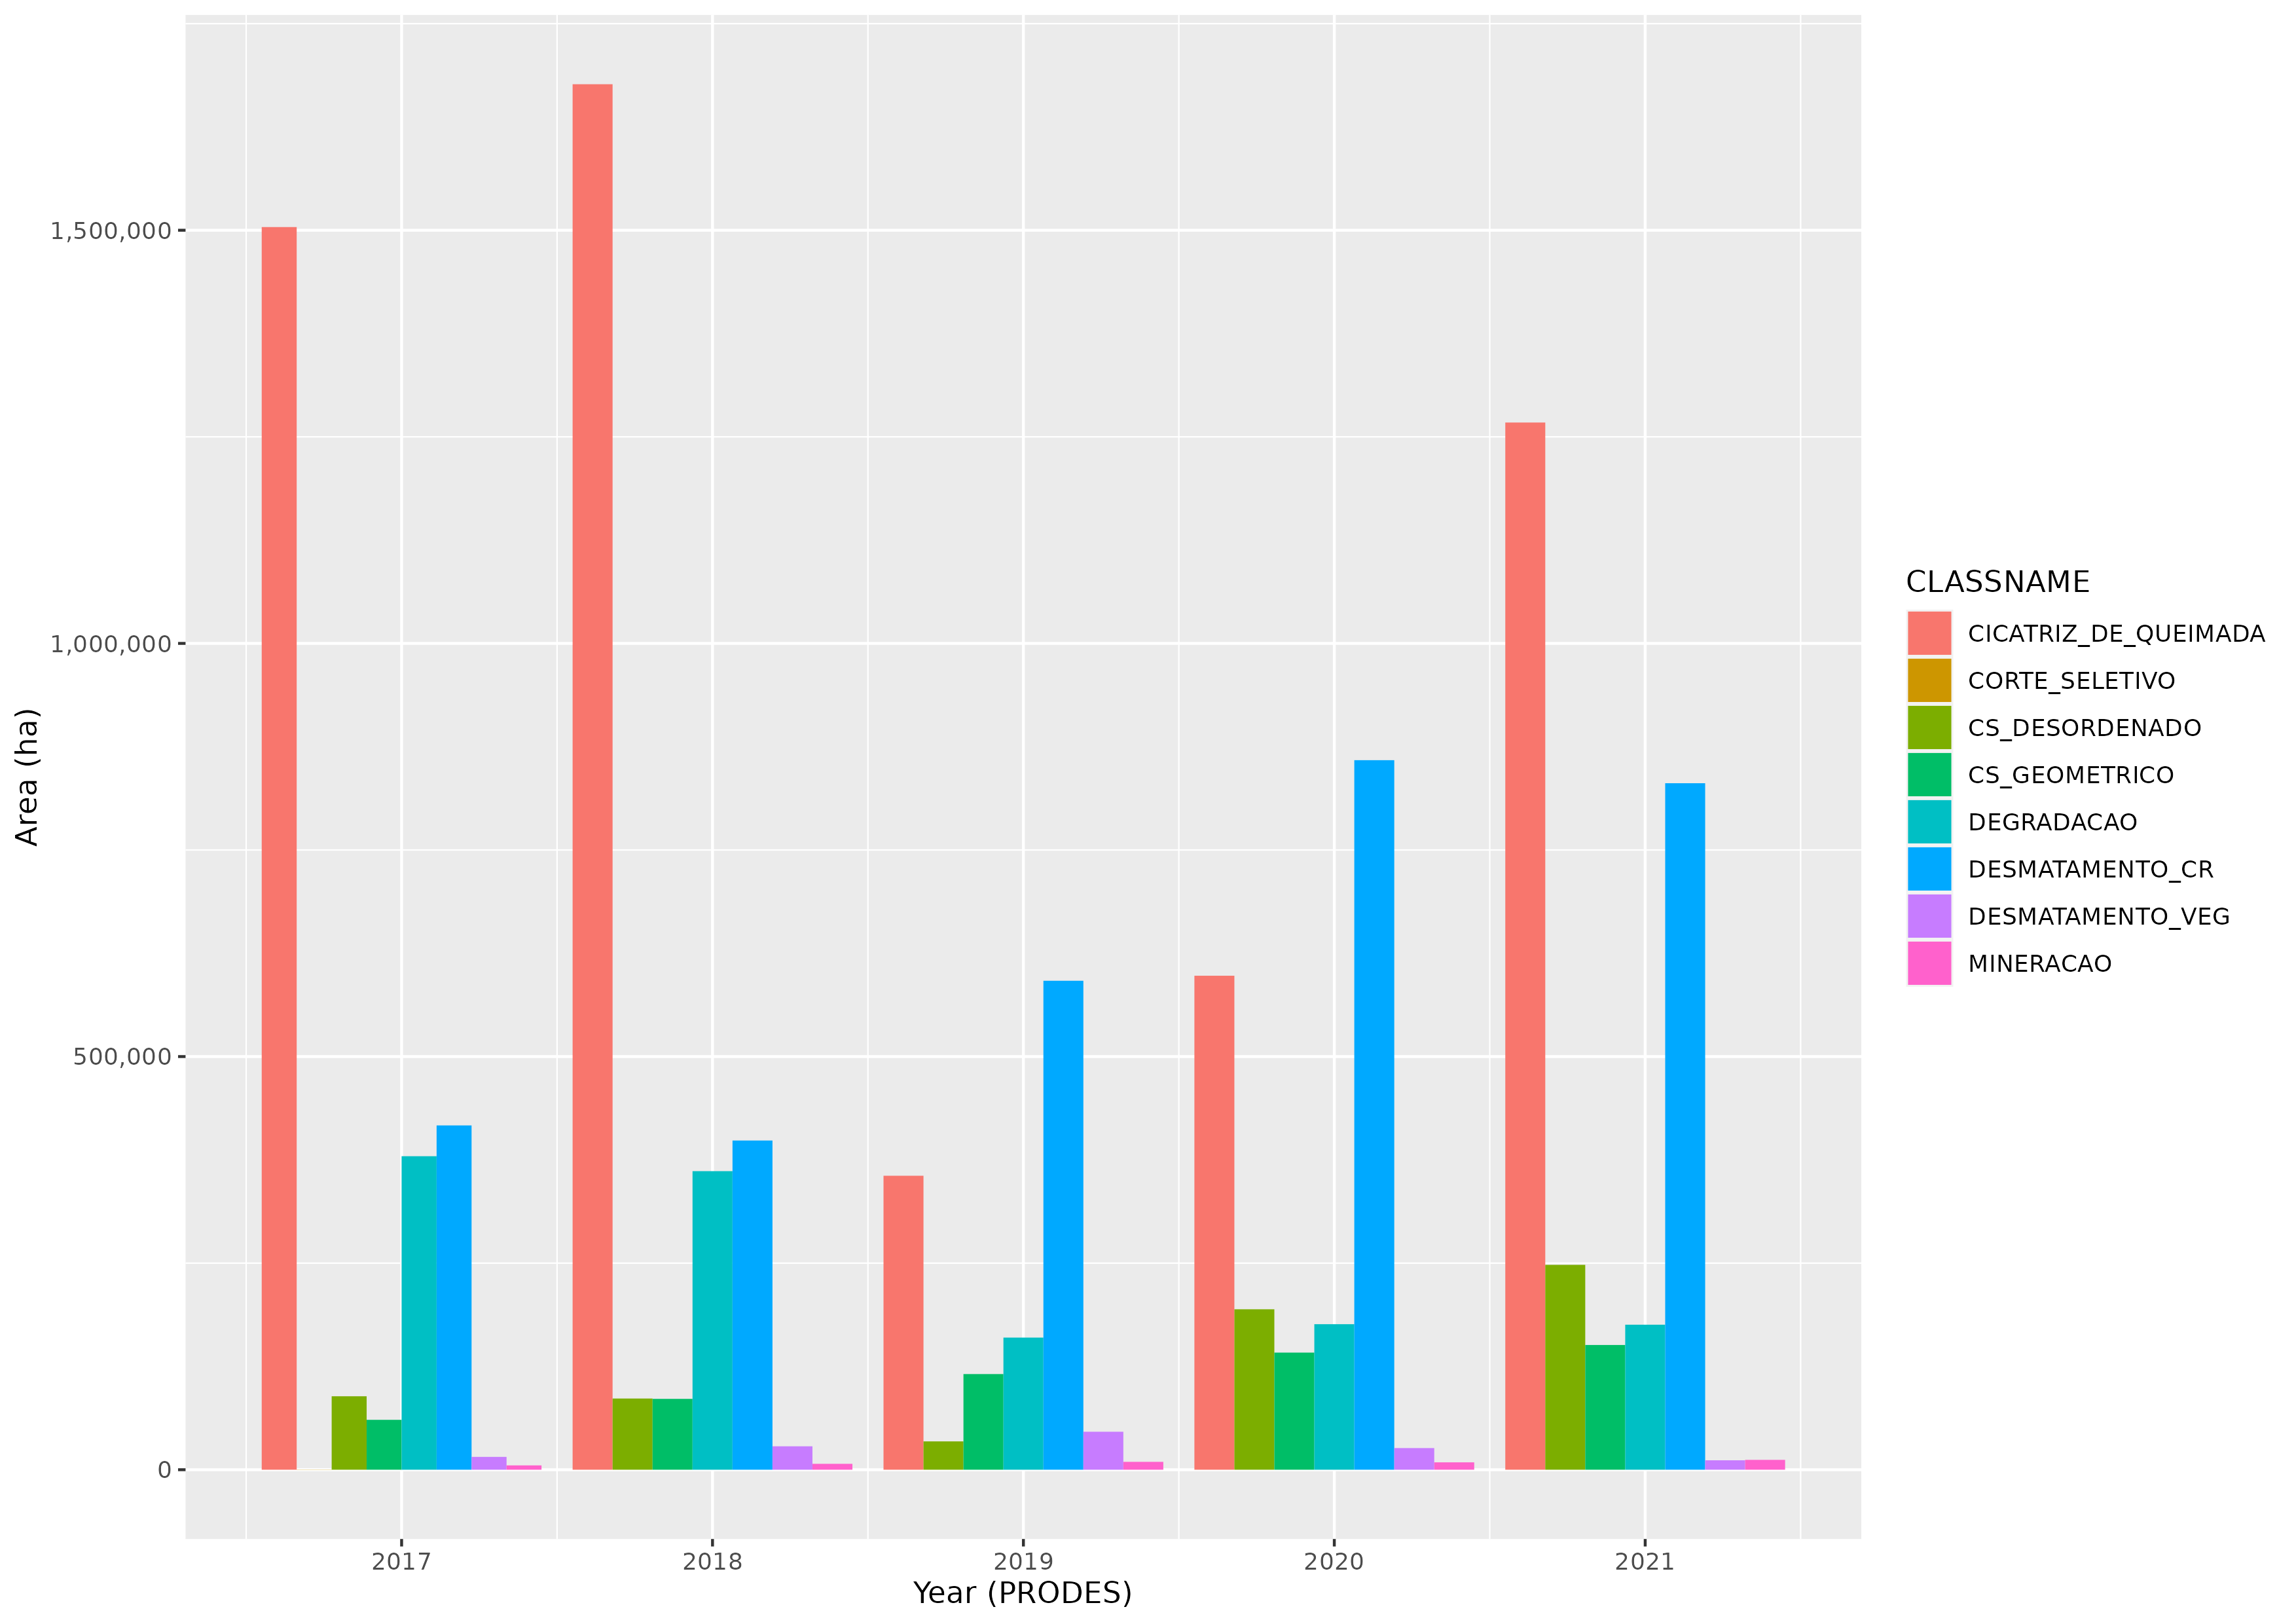 1,500,000
1,000,000
500,000
0
Area (ha)
2017 2018 2019 2020 2021
Year (PRODES)
CLASSNAME
CICATRIZ_DE_QUEIMADA
CORTE_SELETIVO
CS_DESORDENADO
CS_GEOMETRICO
DEGRADACAO
DESMATAMENTO_CR
DESMATAMENTO_VEG
MINERACAO